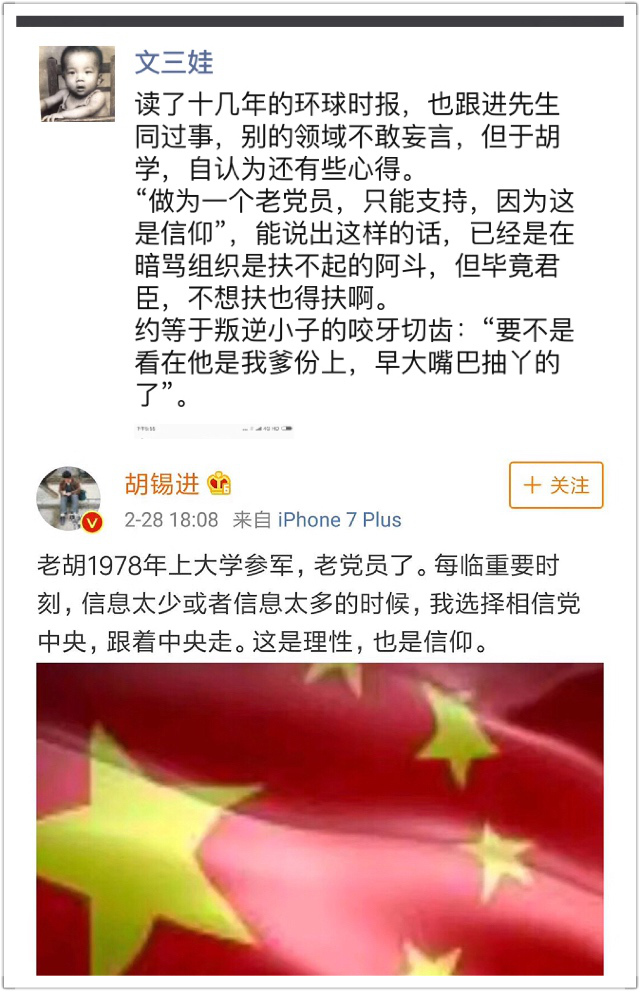 文三娃
读了十几年的环球时报，也跟进先生
同过事，别的领域不敢妄言，但于胡
学，自认为还有些心得。
“做为一个老党员，只能支持，因为这
是信仰”，能说出这样的话，已经是在
暗骂组织是扶不起的阿斗，但毕竟君
臣，不想扶也得扶啊。
约等于叛逆小子的咬牙切齿：“要不是
看在他是我爹份上，早大嘴巴抽丫的
了”。
胡锡进
+ 关注
2-28 18:08 来自 iPhone 7 Plus
老胡1978年上大学参军，老党员了。每临重要时
刻，信息太少或者信息太多的时候，我选择相信党
中央，跟着中央走。这是理性，也是信仰。